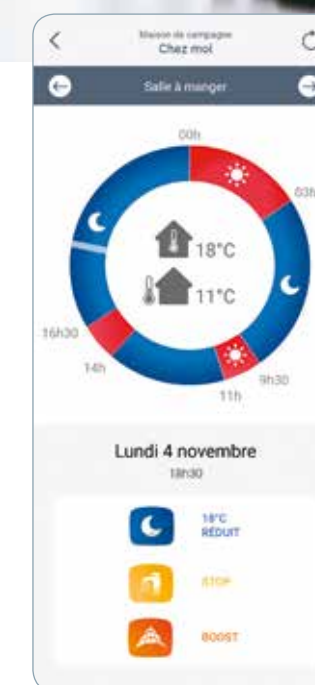 Maison de campagne
Chez moi
Salle à manger
00h
03h
18°C
11°C
16h30
14h
9h30
11h
Lundi 4 novembre
18h30
18°C
RÉDUIT
STOP
BOOST